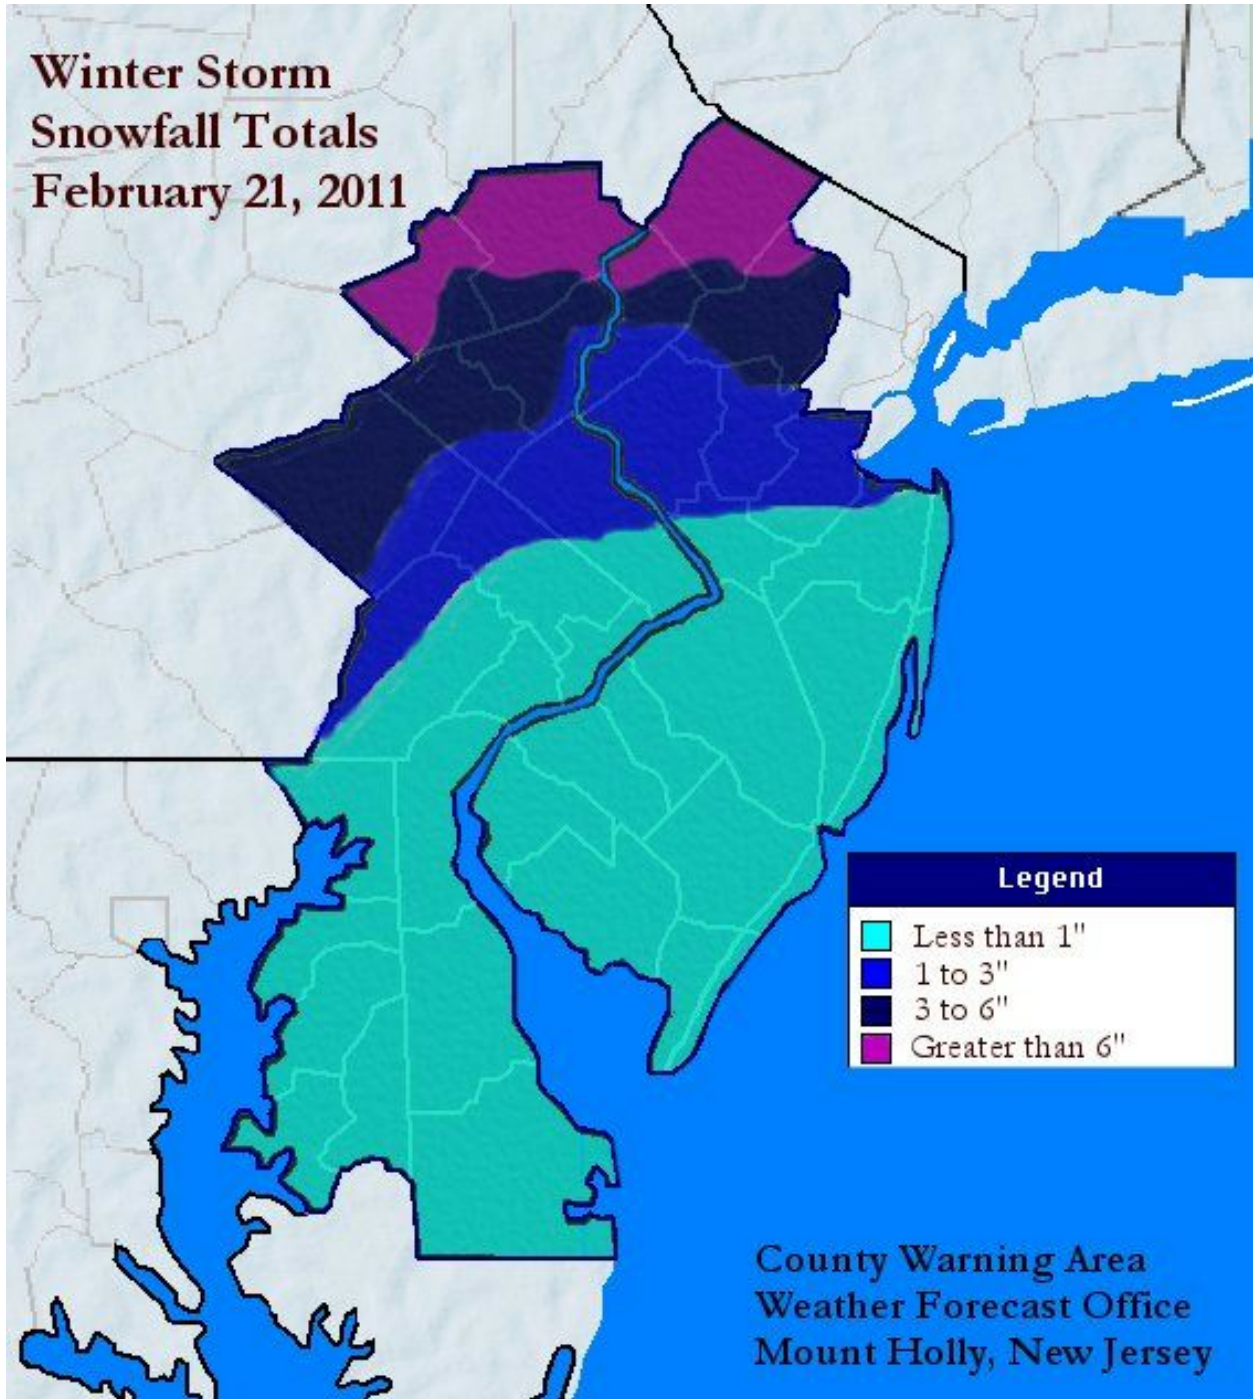 Winter Storm
Snowfall Totals
February 21, 2011
Legend
Less than 1"
1 to 3"
3 to 6"
Greater than 6"
County Warning Area
Weather Forecast Office
Mount Holly, New Jersey